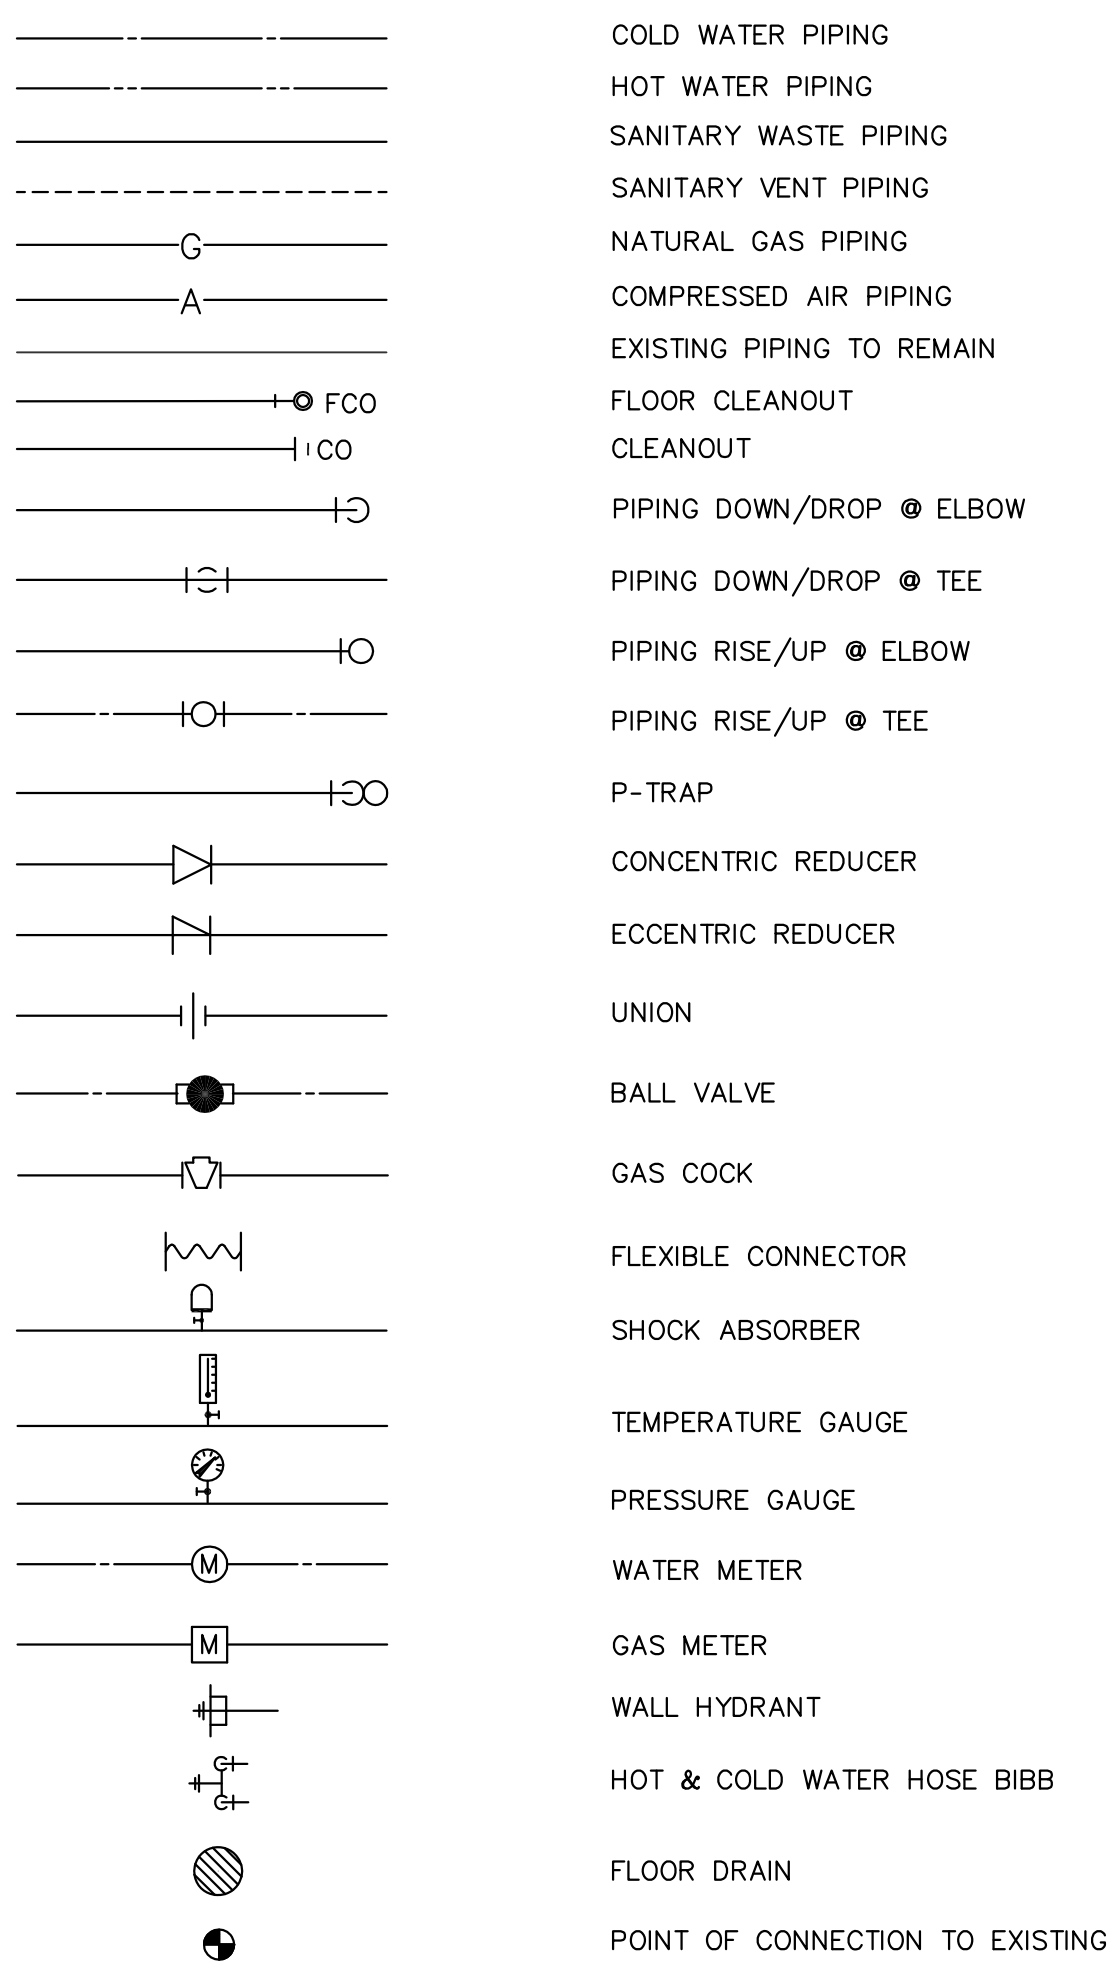 COLD WATER PIPING
HOT WATER PIPING
SANITARY WASTE PIPING
SANITARY VENT PIPING
G NATURAL GAS PIPING
A COMPRESSED AIR PIPING
EXISTING PIPING TO REMAIN
FCO FLOOR CLEANOUT
CO CLEANOUT
PIPING DOWN/DROP @ ELBOW
PIPING DOWN/DROP @ TEE
PIPING RISE/UP @ ELBOW
PIPING RISE/UP @ TEE
P-TRAP
CONCENTRIC REDUCER
ECCENTRIC REDUCER
UNION
BALL VALVE
GAS COCK
FLEXIBLE CONNECTOR
SHOCK ABSORBER
TEMPERATURE GAUGE
PRESSURE GAUGE
M WATER METER
M GAS METER
WALL HYDRANT
HOT & COLD WATER HOSE BIBB
FLOOR DRAIN
POINT OF CONNECTION TO EXISTING